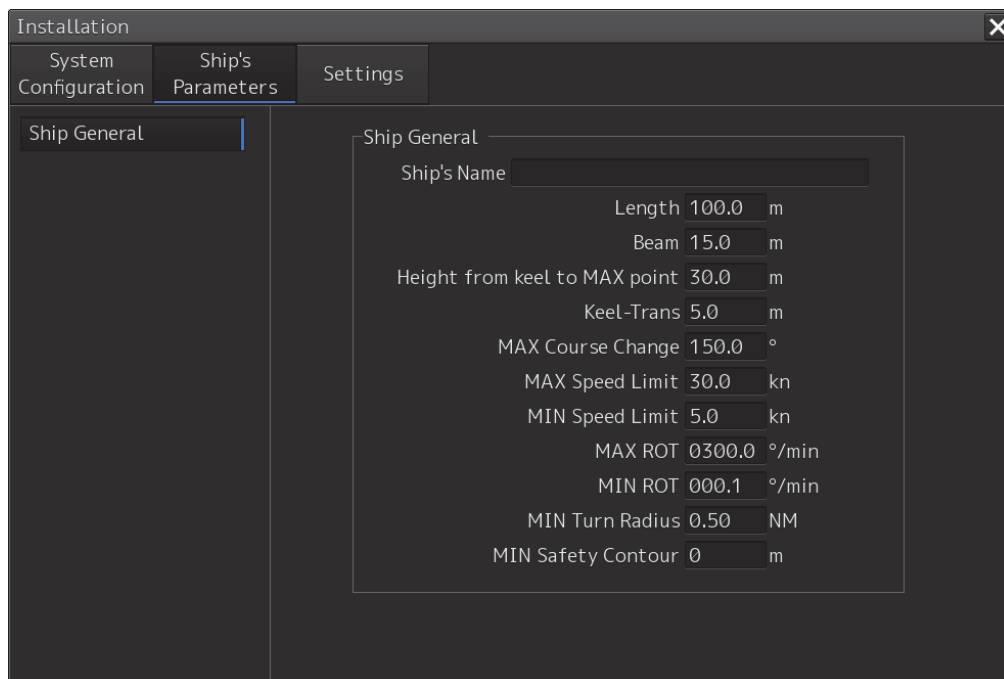 Installation
System
Configuration
Ship's
Parameters
Settings
Ship General
Ship General
Ship's Name
Length 100.0 m
Beam 15.0 m
Height from keel to MAX point 30.0 m
Keel-Trans 5.0 m
MAX Course Change 150.0 °
MAX Speed Limit 30.0 kn
MIN Speed Limit 5.0 kn
MAX ROT 0300.0 °/min
MIN ROT 000.1 °/min
MIN Turn Radius 0.50 NM
MIN Safety Contour 0 m